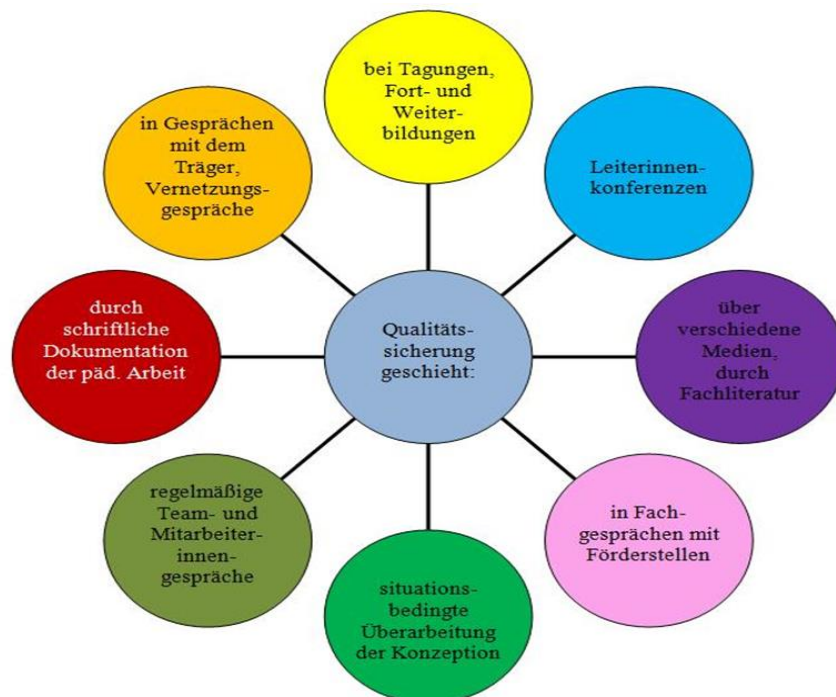 bei Tagungen,
Fort- und
Weiter-
bildungen
Leiterinnen-
konferenzen
über
verschiedene
Medien,
durch
Fachliteratur
in Fach-
gesprächen mit
Förderstellen
situations-
bedingte
Überarbeitung
der Konzeption
regelmäßige
Team- und
Mitarbeiter-
innen-
gespräche
durch
schriftliche
Dokumentation
der päd. Arbeit
in Gesprächen
mit dem
Träger,
Vernetzungs-
gespräche
Qualitäts-
sicherung
geschieht: